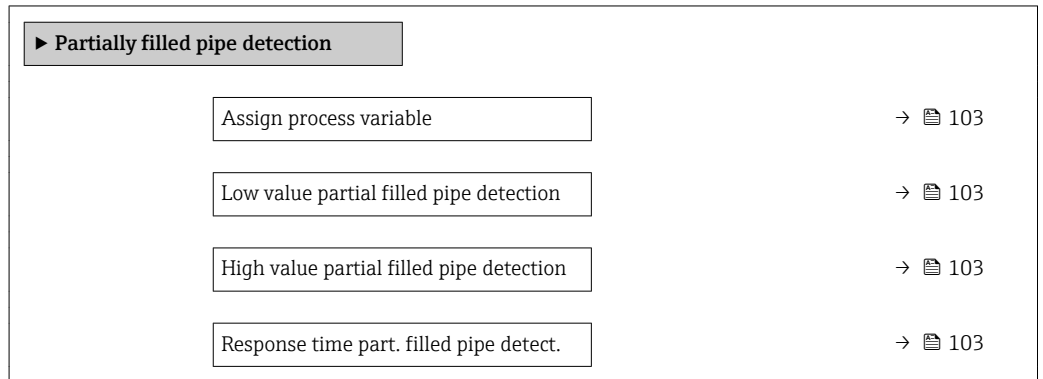 ► Partially filled pipe detection
Assign process variable → 103
Low value partial filled pipe detection → 103
High value partial filled pipe detection → 103
Response time part. filled pipe detect. → 103